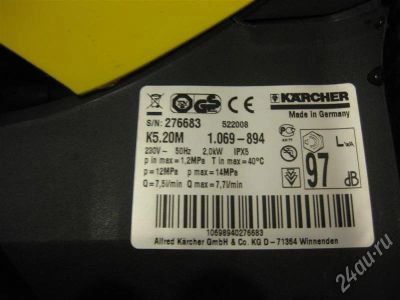 KÄRCHER
Made in Germany
S/N: 276683 522008
K5.20M 1.069-894
230V~ 50Hz 2,0kW IPX5
p in max=1,2MPa T in max=40°C
p=12MPa p max=14MPa
Q=7,5l/min Q max=7,7l/min
LWA
97 dB
Alfred Kärcher GmbH & Co. KG D - 71364 Winnenden
10698940276683
24au.ru